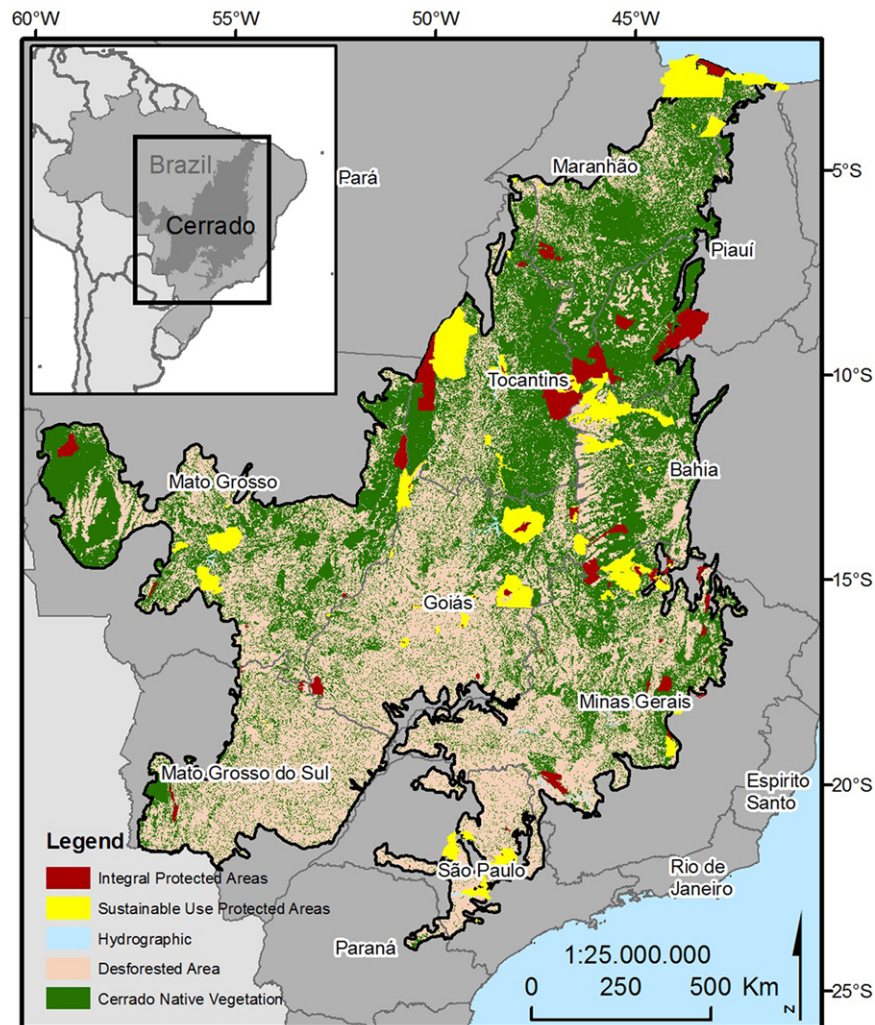 60°W 55°W 50°W 45°W
Brazil
Cerrado
Pará
Maranhão
5°S
Piauí
Tocantins
10°S
Bahia
Mato Grosso
15°S
Goiás
Minas Gerais
Mato Grosso do Sul
20°S
Espirito
Santo
São Paulo
Rio de
Janeiro
Paraná
Legend
Integral Protected Areas
Sustainable Use Protected Areas
Hydrographic
Desforested Area
Cerrado Native Vegetation
1:25.000.000
0 250 500 Km
N
25°S